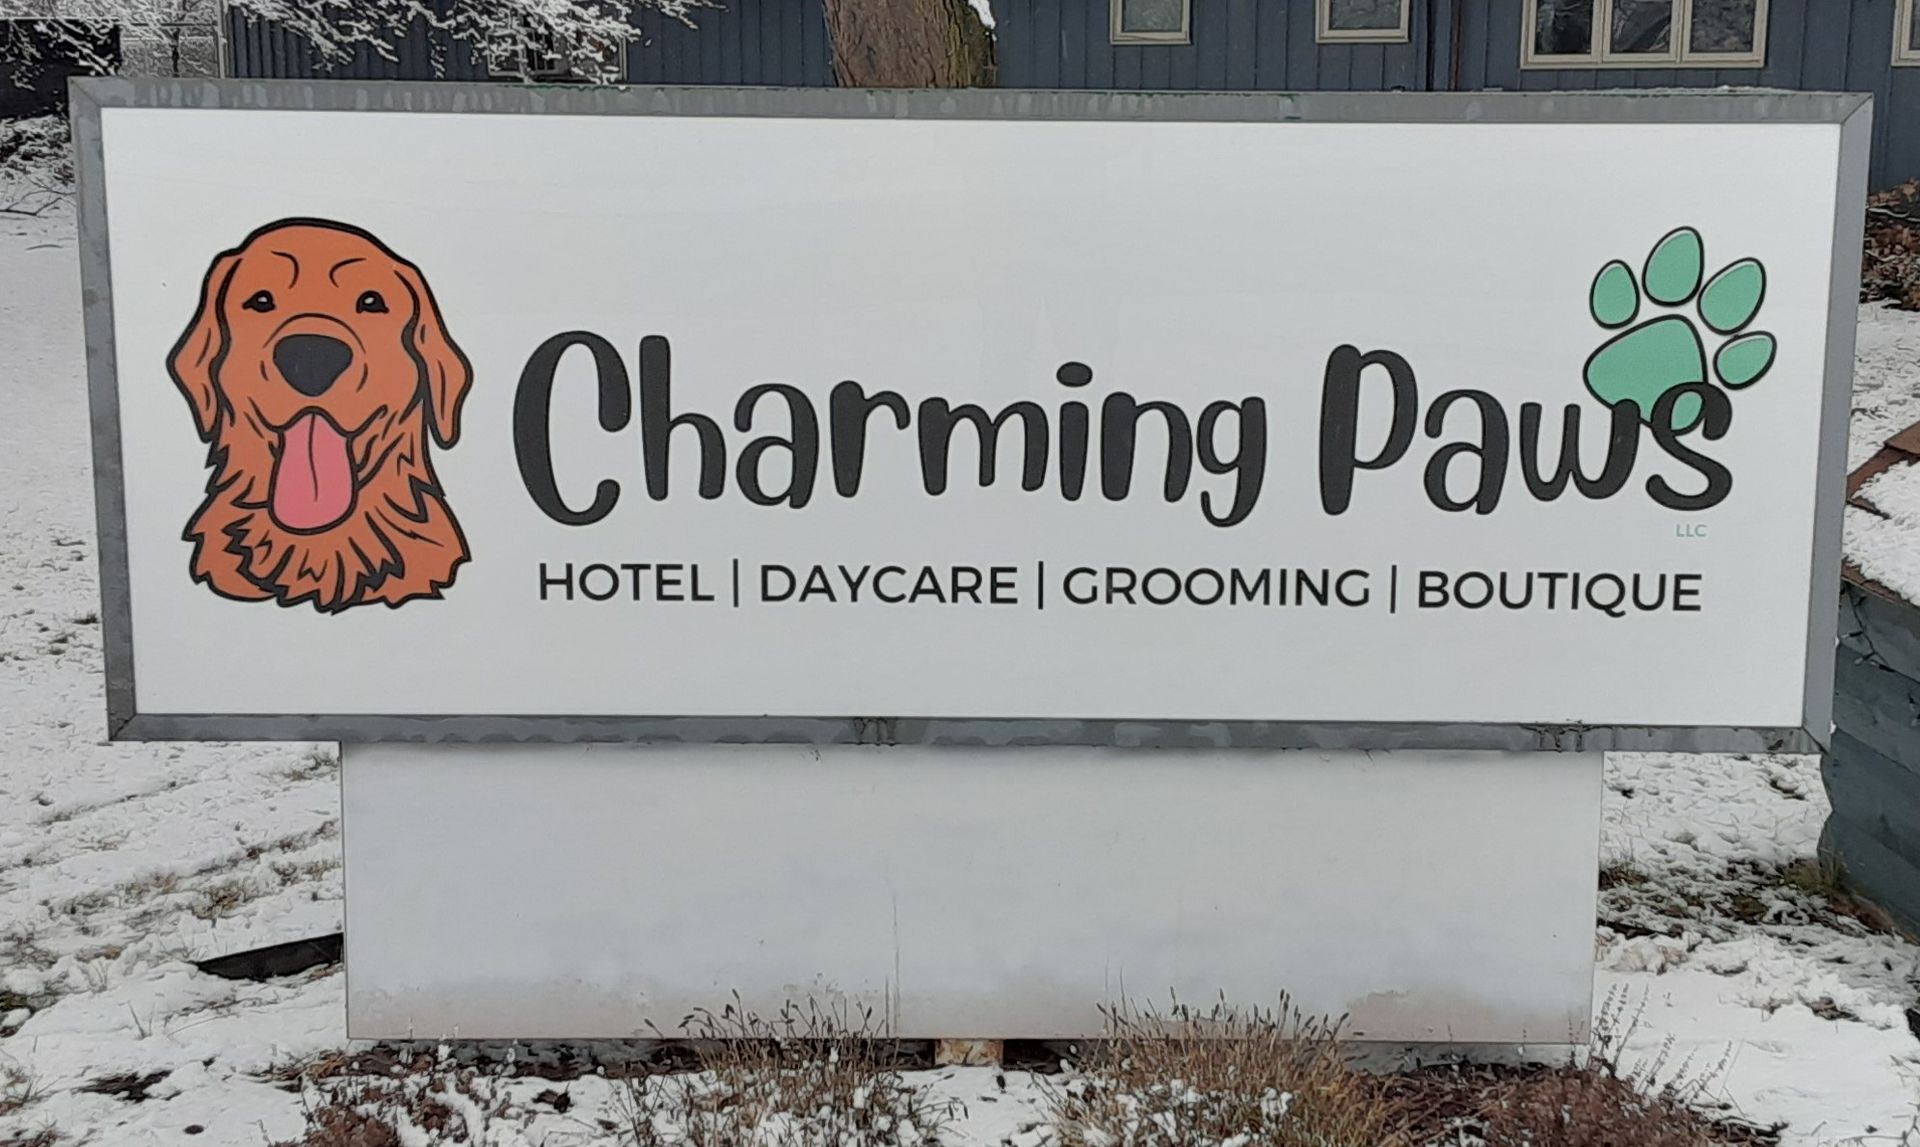 Charming Paws
LLC
HOTEL | DAYCARE | GROOMING | BOUTIQUE